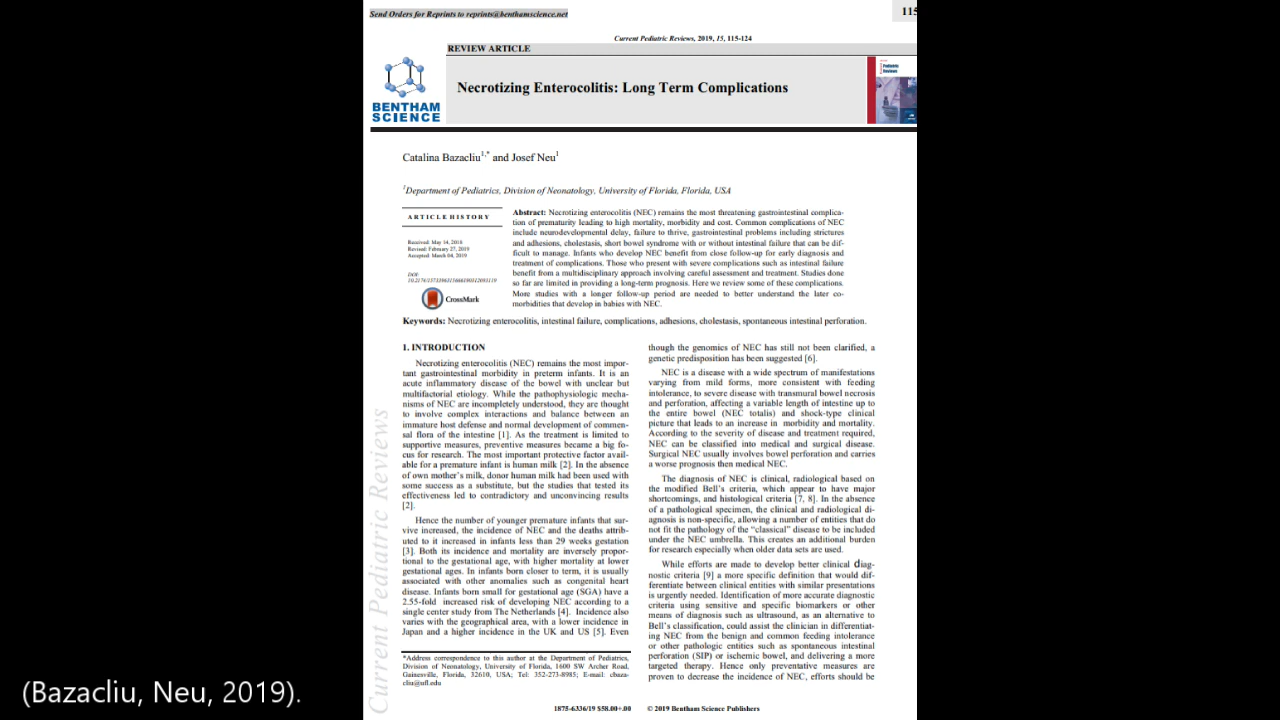 Send Orders for Reprints to reprints@benthamscience.net
115
Current Pediatric Reviews, 2019, 15, 115-124
REVIEW ARTICLE
Necrotizing Enterocolitis: Long Term Complications
BENTHAM
SCIENCE
Catalina Bazacliu1,* and Josef Neu1
1Department of Pediatrics, Division of Neonatology, University of Florida, Florida, USA
ARTICLE HISTORY
Received: May 14, 2018
Revised: February 27, 2019
Accepted: March 04, 2019
DOI:
10.2174/1573396315666190312093119
CrossMark
Abstract: Necrotizing enterocolitis (NEC) remains the most threatening gastrointestinal complica-
tion of prematurity leading to high mortality, morbidity and cost. Common complications of NEC
include neurodevelopmental delay, failure to thrive, gastrointestinal problems including strictures
and adhesions, cholestasis, short bowel syndrome with or without intestinal failure that can be dif-
ficult to manage. Infants who develop NEC benefit from close follow-up for early diagnosis and
treatment of complications. Those who present with severe complications such as intestinal failure
benefit from a multidisciplinary approach involving careful assessment and treatment. Studies done
so far are limited in providing a long-term prognosis. Here we review some of these complications.
More studies with a longer follow-up period are needed to better understand the later co-
morbidities that develop in babies with NEC.
Keywords: Necrotizing enterocolitis, intestinal failure, complications, adhesions, cholestasis, spontaneous intestinal perforation.
1. INTRODUCTION
Necrotizing enterocolitis (NEC) remains the most impor-
tant gastrointestinal morbidity in preterm infants. It is an
acute inflammatory disease of the bowel with unclear but
multifactorial etiology. While the pathophysiologic mecha-
nisms of NEC are incompletely understood, they are thought
to involve complex interactions and balance between an
immature host defense and normal development of commen-
sal flora of the intestine [1]. As the treatment is limited to
supportive measures, preventive measures became a big fo-
cus for research. The most important protective factor avail-
able for a premature infant is human milk [2]. In the absence
of own mother's milk, donor human milk had been used with
some success as a substitute, but the studies that tested its
effectiveness led to contradictory and unconvincing results
[2].
Hence the number of younger premature infants that sur-
vive increased, the incidence of NEC and the deaths attrib-
uted to it increased in infants less than 29 weeks gestation
[3]. Both its incidence and mortality are inversely propor-
tional to the gestational age, with higher mortality at lower
gestational ages. In infants born closer to term, it is usually
associated with other anomalies such as congenital heart
disease. Infants born small for gestational age (SGA) have a
2.55-fold increased risk of developing NEC according to a
single center study from The Netherlands [4]. Incidence also
varies with the geographical area, with a lower incidence in
Japan and a higher incidence in the UK and US [5]. Even
*Address correspondence to this author at the Department of Pediatrics,
Division of Neonatology, University of Florida, 1600 SW Archer Road,
Gainesville, Florida, 32610, USA; Tel: 352-273-8985; E-mail: cbaza-
cliu@ufl.edu
though the genomics of NEC has still not been clarified, a
genetic predisposition has been suggested [6].
NEC is a disease with a wide spectrum of manifestations
varying from mild forms, more consistent with feeding
intolerance, to severe disease with transmural bowel necrosis
and perforation, affecting a variable length of intestine up to
the entire bowel (NEC totalis) and shock-type clinical
picture that leads to an increase in morbidity and mortality.
According to the severity of disease and treatment required,
NEC can be classified into medical and surgical disease.
Surgical NEC usually involves bowel perforation and carries
a worse prognosis then medical NEC.
The diagnosis of NEC is clinical, radiological based on
the modified Bell's criteria, which appear to have major
shortcomings, and histological criteria [7, 8]. In the absence
of a pathological specimen, the clinical and radiological di-
agnosis is non-specific, allowing a number of entities that do
not fit the pathology of the "classical" disease to be included
under the NEC umbrella. This creates an additional burden
for research especially when older data sets are used.
While efforts are made to develop better clinical diag-
nostic criteria [9] a more specific definition that would dif-
ferentiate between clinical entities with similar presentations
is urgently needed. Identification of more accurate diagnostic
criteria using sensitive and specific biomarkers or other
means of diagnosis such as ultrasound, as an alternative to
Bell's classification, could assist the clinician in differentiat-
ing NEC from the benign and common feeding intolerance
or other pathologic entities such as spontaneous intestinal
perforation (SIP) or ischemic bowel, and delivering a more
targeted therapy. Hence only preventative measures are
proven to decrease the incidence of NEC, efforts should be
Current Pediatric Reviews
1875-6336/19 $58.00+.00
© 2019 Bentham Science Publishers
(Bazacliu, Neu, 2019).